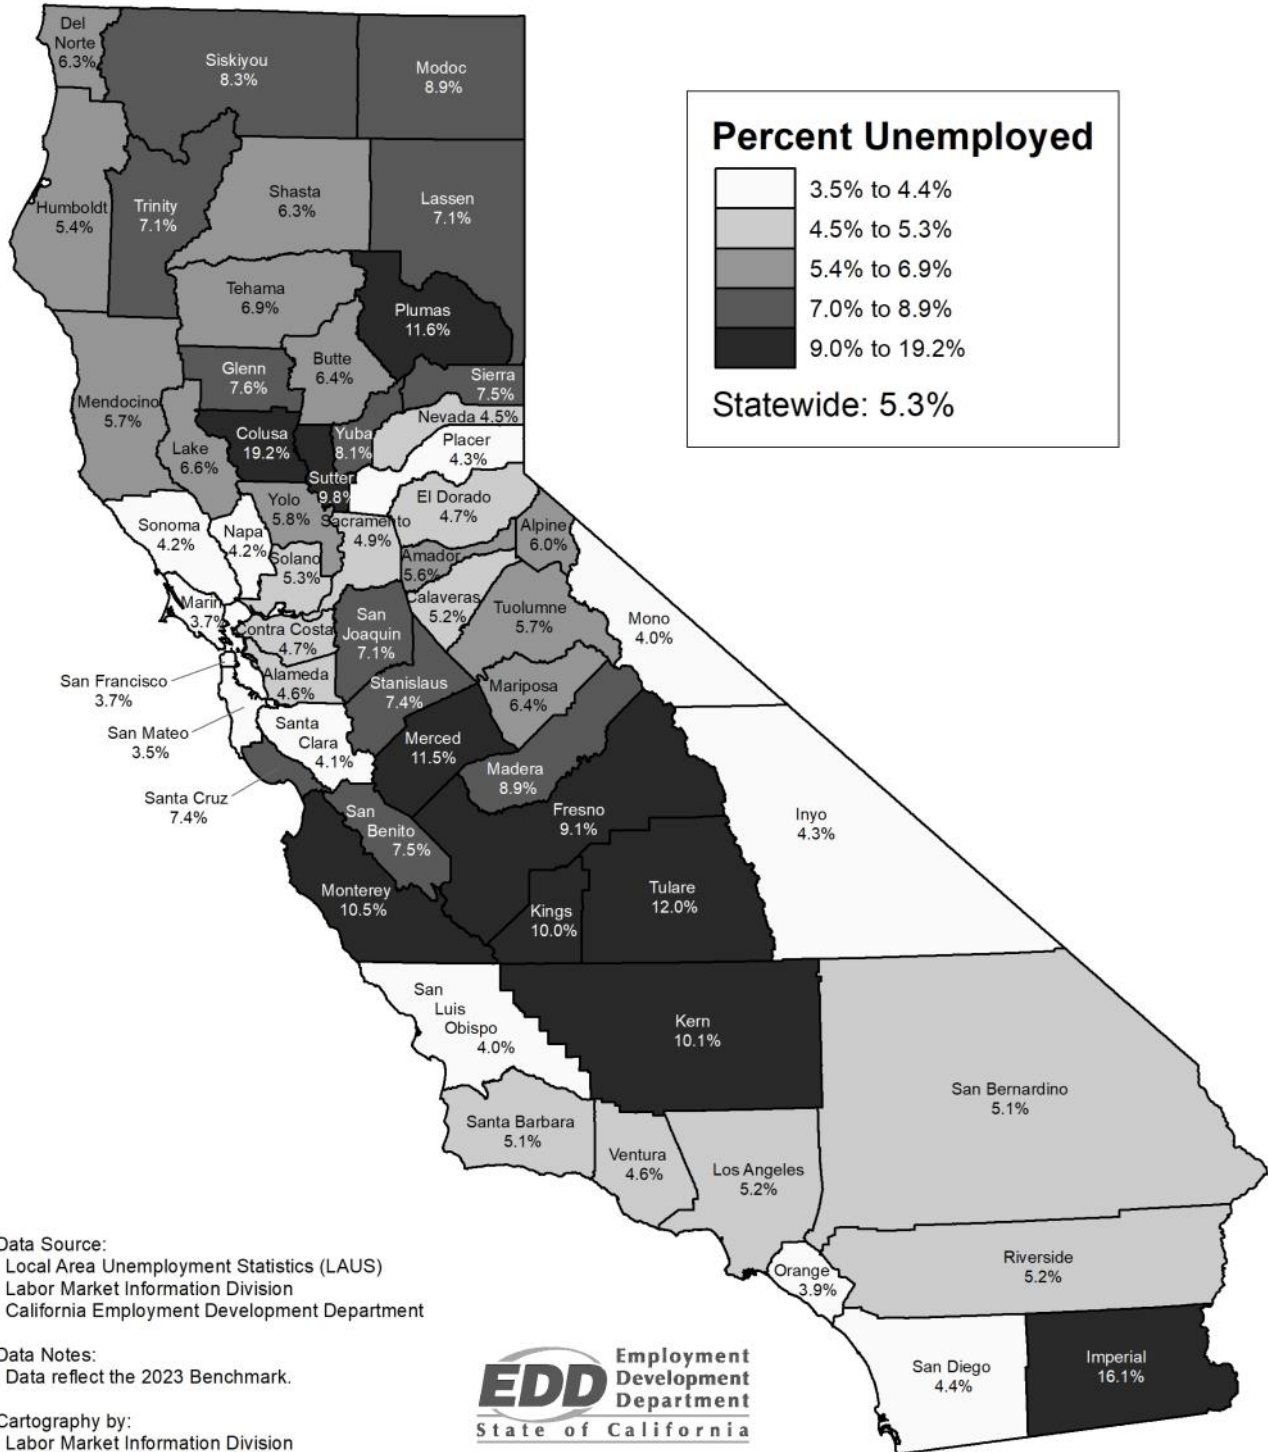 Del
Norte
6.3%
Siskiyou
8.3%
Modoc
8.9%
Percent Unemployed
3.5% to 4.4%
4.5% to 5.3%
5.4% to 6.9%
7.0% to 8.9%
9.0% to 19.2%
Statewide: 5.3%
Humboldt
5.4%
Trinity
7.1%
Shasta
6.3%
Lassen
7.1%
Tehama
6.9%
Plumas
11.6%
Glenn
7.6%
Butte
6.4%
Sierra
7.5%
Mendocino
5.7%
Lake
6.6%
Colusa
19.2%
Sutter
9.8%
Yuba
8.1%
Nevada 4.5%
Placer
4.3%
El Dorado
4.7%
Sonoma
4.2%
Napa
4.2%
Yolo
5.8%
Sacramento
4.9%
Solano
5.3%
Amador
5.6%
Alpine
6.0%
Marin
3.7%
Contra Costa
4.7%
San
Joaquin
7.1%
Calaveras
5.2%
Tuolumne
5.7%
Mono
4.0%
San Francisco
3.7%
Alameda
4.6%
Stanislaus
7.4%
Mariposa
6.4%
San Mateo
3.5%
Santa
Clara
4.1%
Merced
11.5%
Madera
8.9%
Santa Cruz
7.4%
San
Benito
7.5%
Fresno
9.1%
Inyo
4.3%
Monterey
10.5%
Kings
10.0%
Tulare
12.0%
San
Luis
Obispo
4.0%
Kern
10.1%
San Bernardino
5.1%
Santa Barbara
5.1%
Ventura
4.6%
Los Angeles
5.2%
Orange
3.9%
Riverside
5.2%
San Diego
4.4%
Imperial
16.1%
Data Source:
Local Area Unemployment Statistics (LAUS)
Labor Market Information Division
California Employment Development Department
Data Notes:
Data reflect the 2023 Benchmark.
Cartography by:
Labor Market Information Division
EDD
Employment
Development
Department
State of California